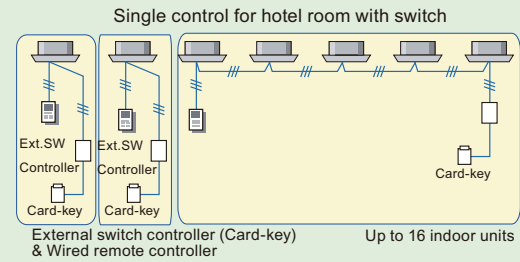 Single control for hotel room with switch
Ext.SW
Controller
Card-key
Ext.SW
Controller
Card-key
Card-key
External switch controller (Card-key)
& Wired remote controller
Up to 16 indoor units